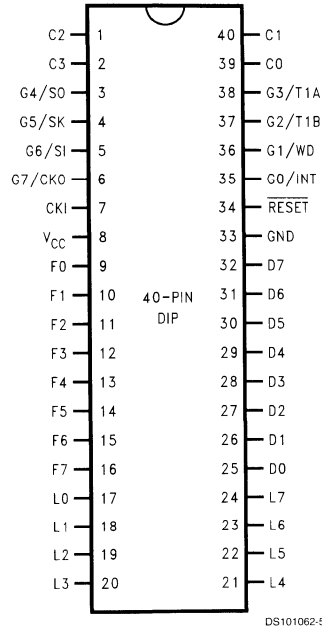 C2 1 40 C1
C3 2 39 C0
G4/SO 3 38 G3/T1A
G5/SK 4 37 G2/T1B
G6/SI 5 36 G1/WD
G7/CKO 6 35 G0/INT
CKI 7 34 RESET
VCC 8 33 GND
F0 9 32 D7
F1 10 31 D6
40-PIN
DIP
F2 11 30 D5
F3 12 29 D4
F4 13 28 D3
F5 14 27 D2
F6 15 26 D1
F7 16 25 D0
L0 17 24 L7
L1 18 23 L6
L2 19 22 L5
L3 20 21 L4